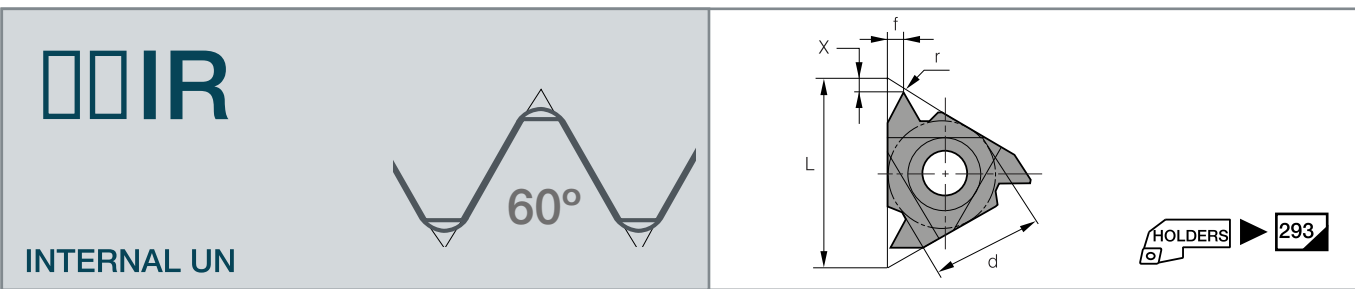 ▯▯IR
60º
INTERNAL UN
f
X
r
L
d
HOLDERS
293